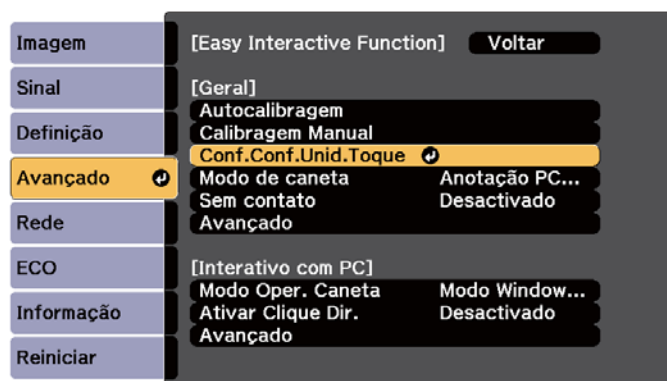 Imagem
Sinal
Definição
Avançado
Rede
ECO
Informação
Reiniciar
[Easy Interactive Function] Voltar
[Geral]
Autocalibragem
Calibragem Manual
Conf.Conf.Unid.Toque
Modo de caneta Anotação PC...
Sem contato Desactivado
Avançado
[Interativo com PC]
Modo Oper. Caneta Modo Window...
Ativar Clique Dir. Desactivado
Avançado